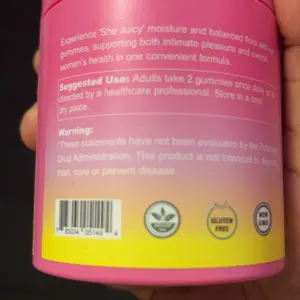 Experience 'She Juicy' moisture and balanced flora with our
gummies, supporting both intimate pleasure and overall
woman's health in one convenient formula.
Suggested Use: Adults take 2 gummies once daily or as
directed by a healthcare professional. Store in a cool,
dry place.
Warning:
*These statements have not been evaluated by the Food and
Drug Administration. This product is not intended to diagnose,
treat, cure or prevent disease.
GLUTEN
FREE
NON
GMO